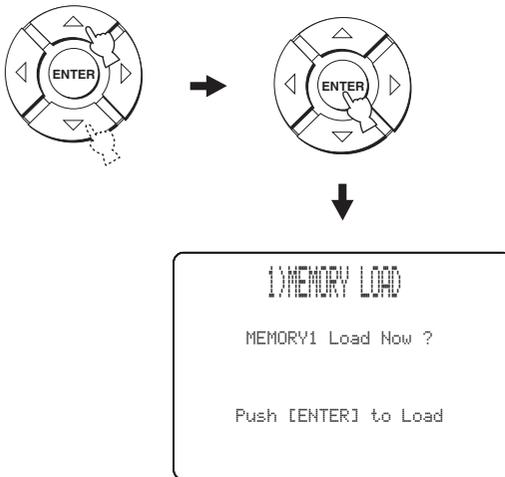 ENTER
ENTER
1)MEMORY LOAD
MEMORY1 Load Now ?
Push [ENTER] to Load